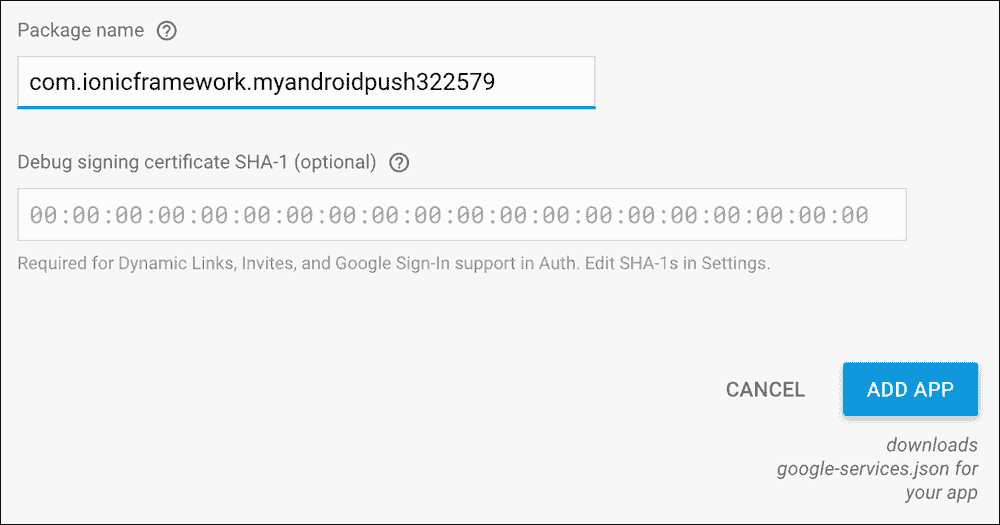 Package name ?
com.ionicframework.myandroidpush322579
Debug signing certificate SHA-1 (optional) ?
00:00:00:00:00:00:00:00:00:00:00:00:00:00:00:00:00:00:00:00
Required for Dynamic Links, Invites, and Google Sign-In support in Auth. Edit SHA-1s in Settings.
CANCEL ADD APP
downloads
google-services.json for
your app